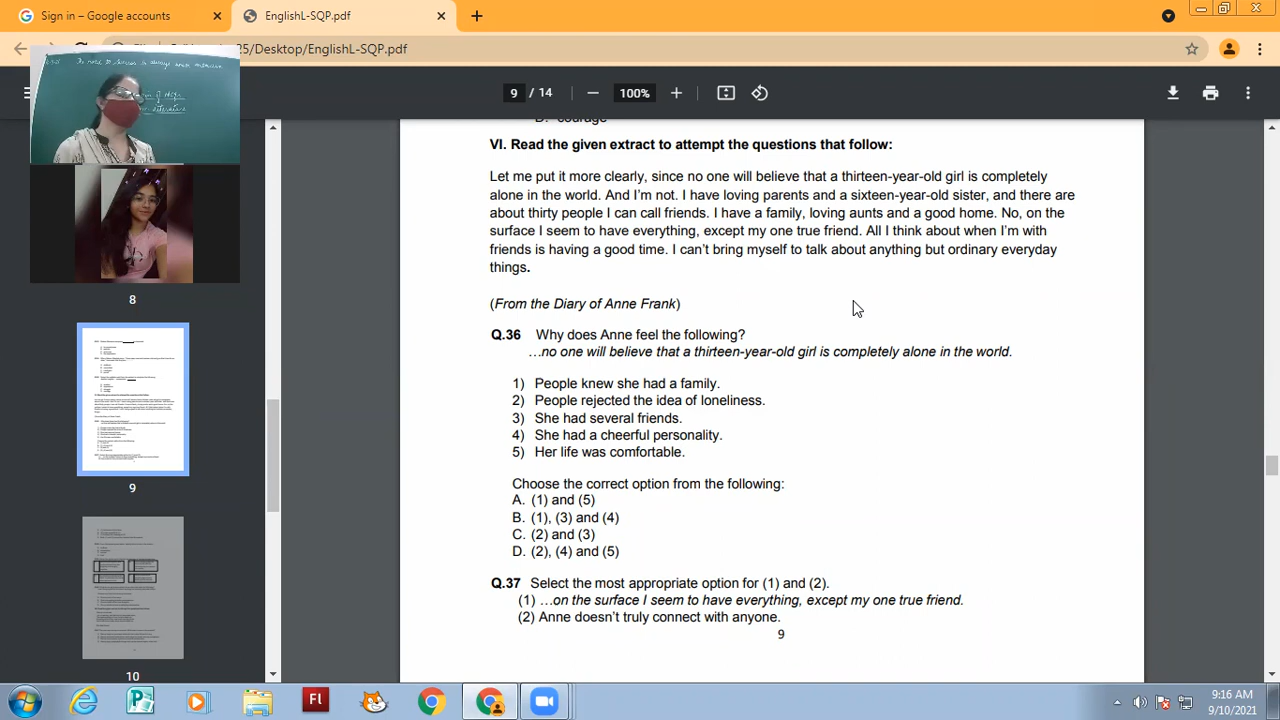 Sign in – Google accounts
EnglishL-SQP.pdf
25/Desktop/EnglishL-SQP.pdf
9 / 14
100%
8
9
10
D. courage
VI. Read the given extract to attempt the questions that follow:
Let me put it more clearly, since no one will believe that a thirteen-year-old girl is completely
alone in the world. And I'm not. I have loving parents and a sixteen-year-old sister, and there are
about thirty people I can call friends. I have a family, loving aunts and a good home. No, on the
surface I seem to have everything, except my one true friend. All I think about when I'm with
friends is having a good time. I can't bring myself to talk about anything but ordinary everyday
things.
(From the Diary of Anne Frank)
Q.36 Why does Anne feel the following?
…no one will believe that a thirteen-year-old girl is completely alone in the world.
1) People knew she had a family.
2) People rejected the idea of loneliness.
3) She had several friends.
4) She had a cheerful personality.
5) Her life was comfortable.
Choose the correct option from the following:
A. (1) and (5)
B. (1), (3) and (4)
C. (2) and (3)
D. (2), (4) and (5)
Q.37 Select the most appropriate option for (1) and (2).
(1) …on the surface I seem to have everything, except my one true friend.
(2) Anne doesn't truly connect with anyone.
9
Fl
9:16 AM
9/10/2021